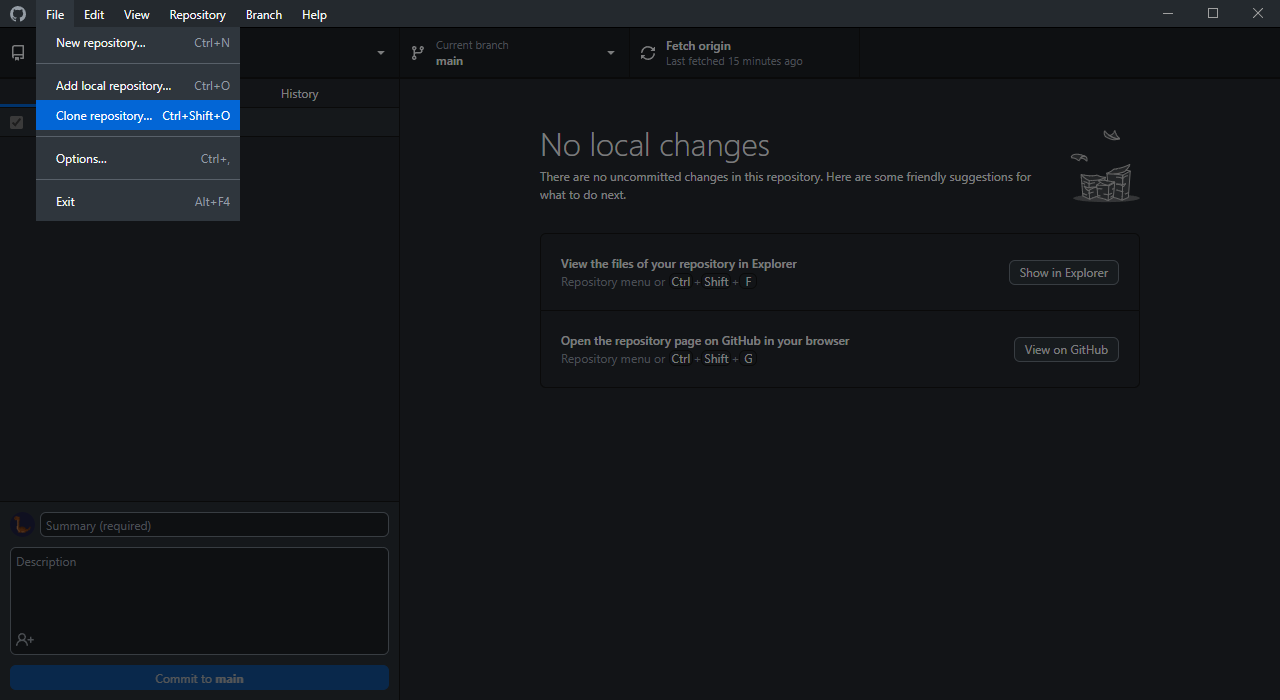 File Edit View Repository Branch Help
New repository... Ctrl+N
Add local repository... Ctrl+O
Clone repository... Ctrl+Shift+O
Options... Ctrl+,
Exit Alt+F4
Current branch
main
Fetch origin
Last fetched 15 minutes ago
History
No local changes
There are no uncommitted changes in this repository. Here are some friendly suggestions for
what to do next.
View the files of your repository in Explorer
Repository menu or Ctrl + Shift + F
Show in Explorer
Open the repository page on GitHub in your browser
Repository menu or Ctrl + Shift + G
View on GitHub
Summary (required)
Description
Commit to main